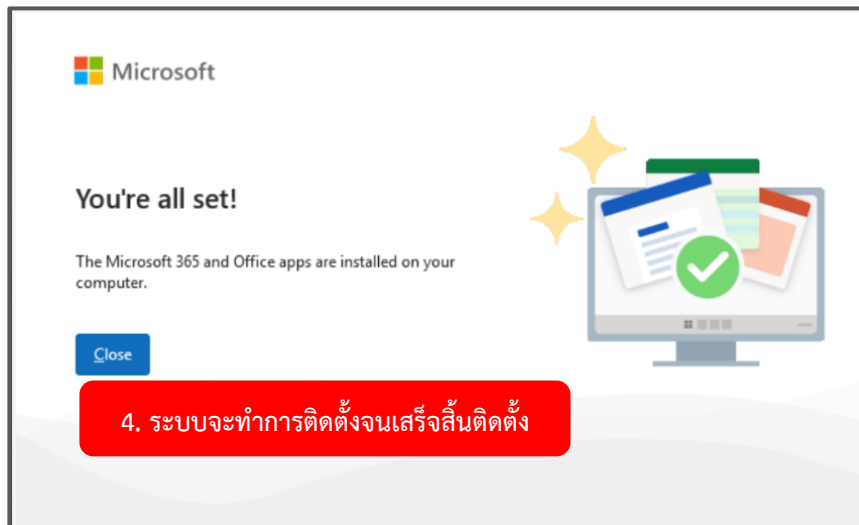 Microsoft
You're all set!
The Microsoft 365 and Office apps are installed on your
computer.
Close
4. ระบบจะทำการติดตั้งจนเสร็จสิ้นติดตั้ง